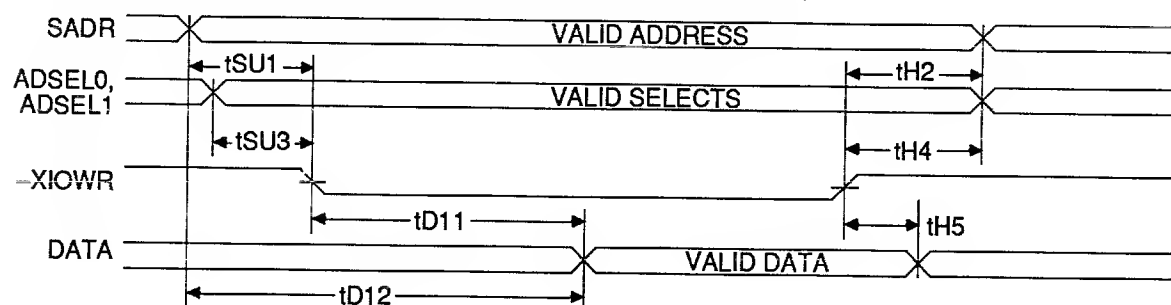 SADR
VALID ADDRESS
tSU1
tH2
ADSEL0,
ADSEL1
VALID SELECTS
tSU3
tH4
–XIOWR
tD11
tH5
DATA
VALID DATA
tD12